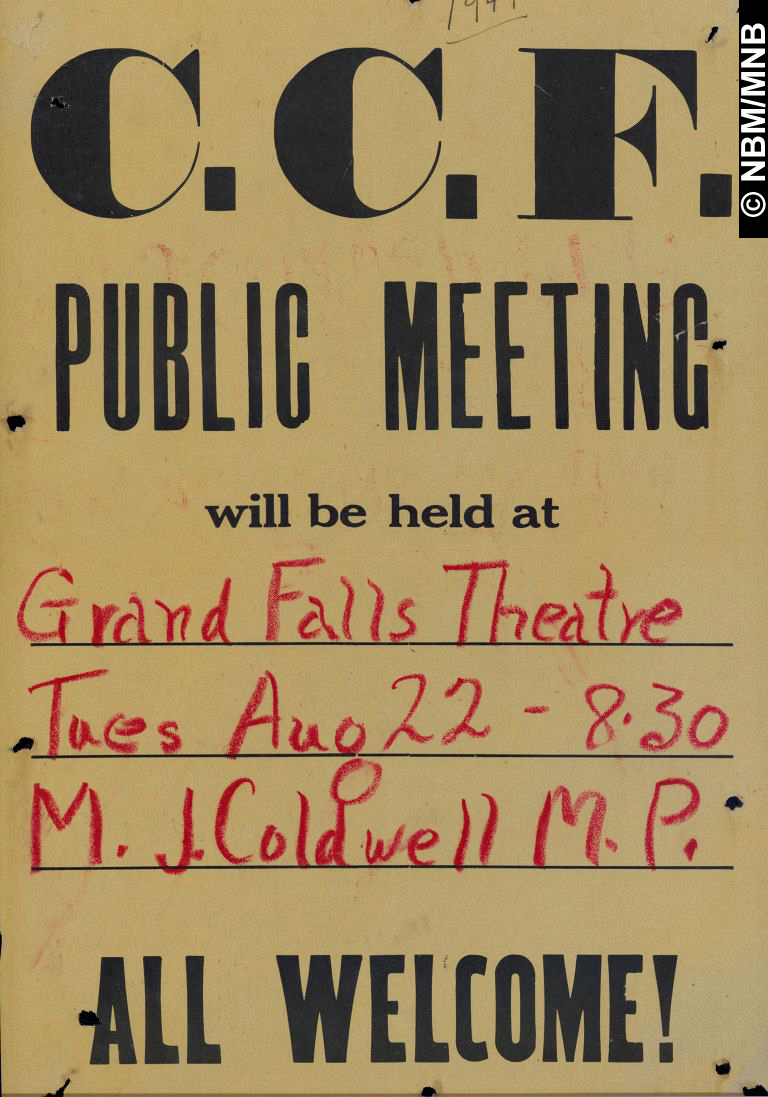 C. C. F.
PUBLIC MEETING
will be held at
Grand Falls Theatre
Tues Aug 22 - 8.30
M. J. Coldwell M. P.
ALL WELCOME!
© NBM/MNB